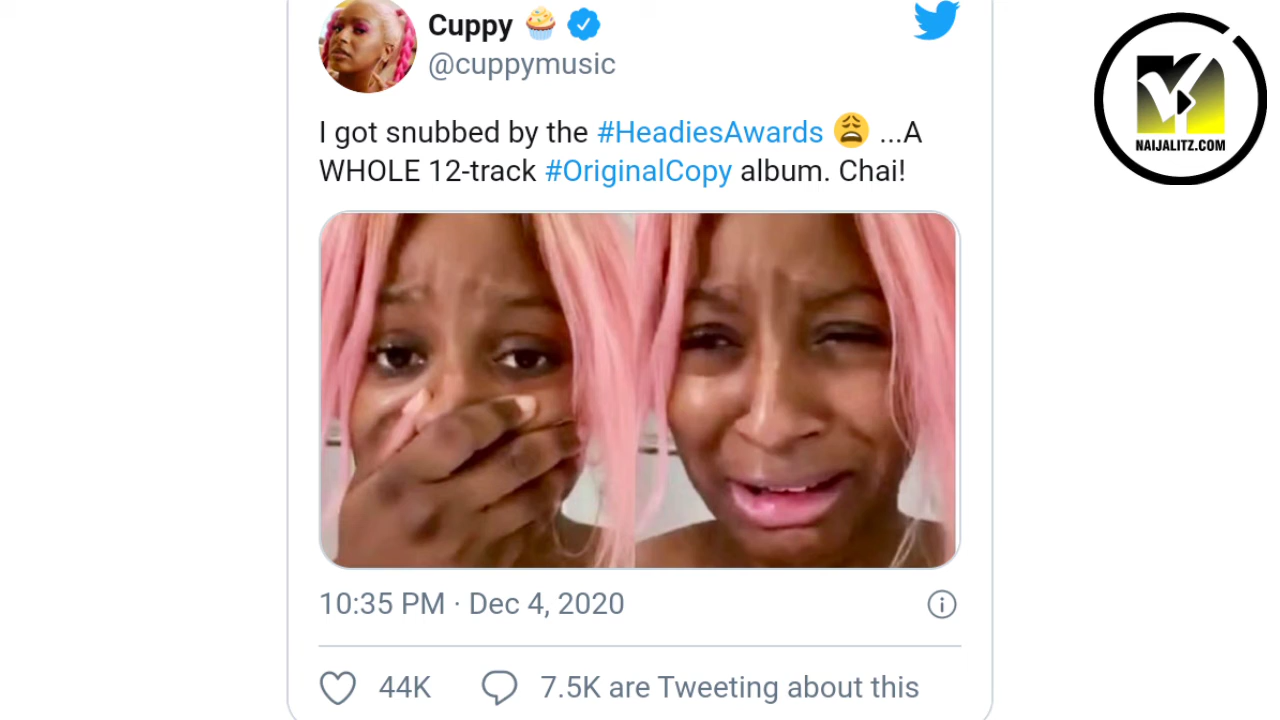 Cuppy 🧁
@cuppymusic
NAIJALITZ.COM
I got snubbed by the #HeadiesAwards 😩 ...A
WHOLE 12-track #OriginalCopy album. Chai!
10:35 PM · Dec 4, 2020
44K 7.5K are Tweeting about this